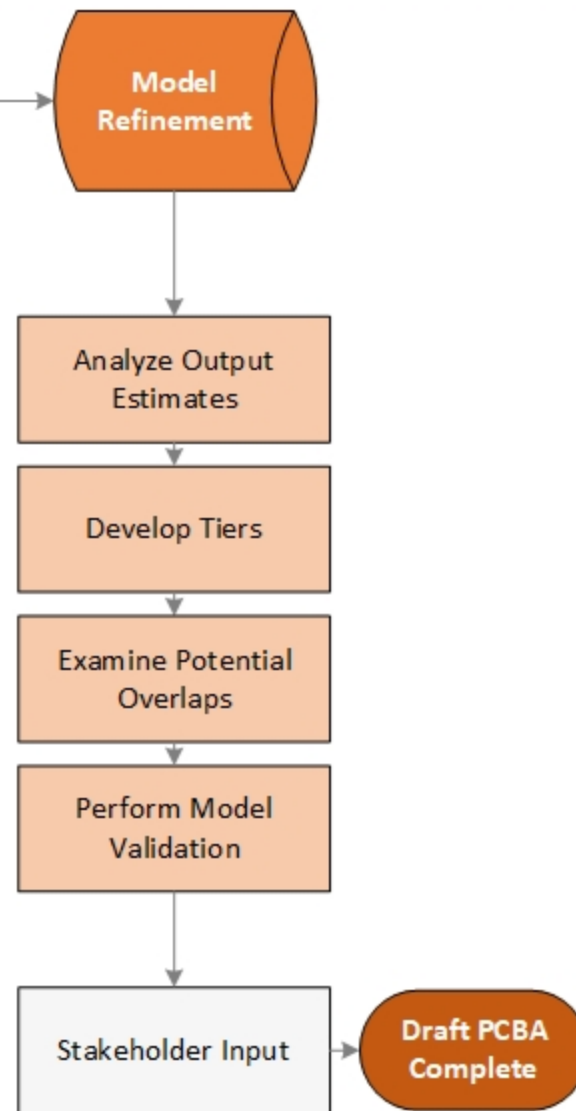 Model
Refinement
Analyze Output
Estimates
Develop Tiers
Examine Potential
Overlaps
Perform Model
Validation
Stakeholder Input
Draft PCBA
Complete